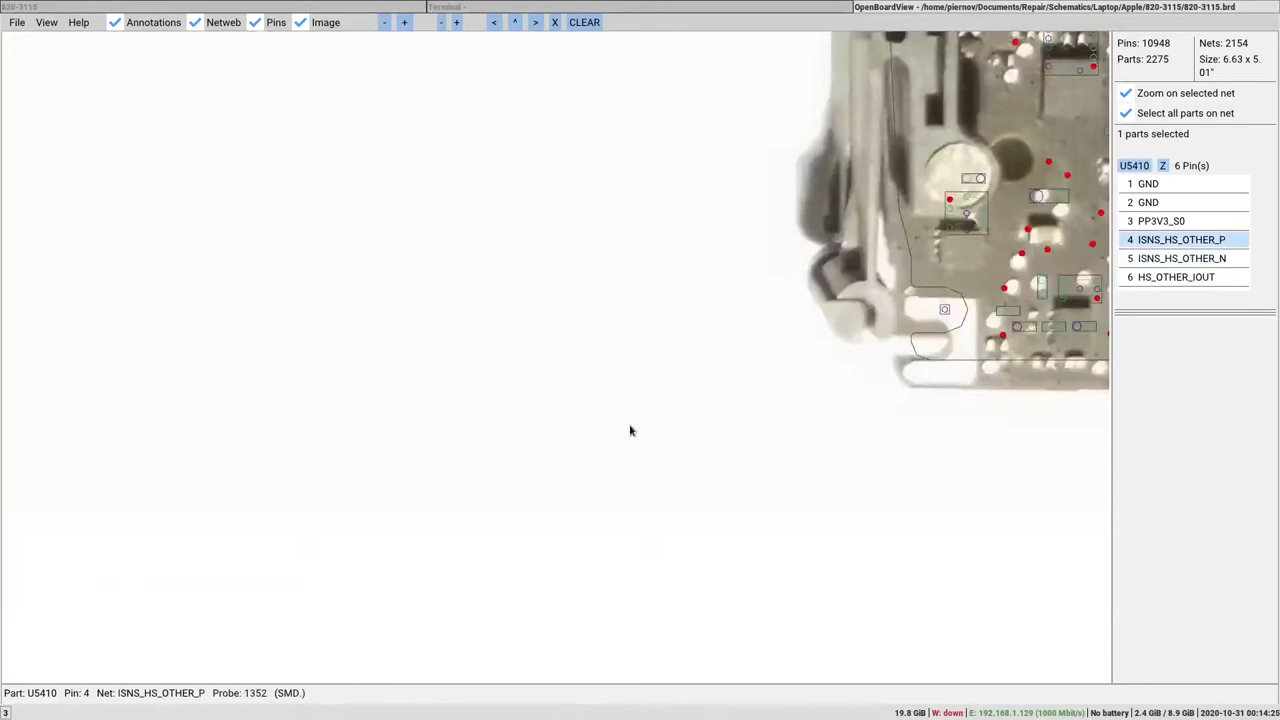 820-3115
Terminal -
OpenBoardView - /home/piernov/Documents/Repair/Schematics/Laptop/Apple/820-3115/820-3115.brd
File View Help Annotations Netweb Pins Image - + - + < ^ > X CLEAR
Pins: 10948
Parts: 2275
Nets: 2154
Size: 6.63 x 5.
01"
Zoom on selected net
Select all parts on net
1 parts selected
U5410 Z 6 Pin(s)
1 GND
2 GND
3 PP3V3_S0
4 ISNS_HS_OTHER_P
5 ISNS_HS_OTHER_N
6 HS_OTHER_IOUT
Part: U5410 Pin: 4 Net: ISNS_HS_OTHER_P Probe: 1352 (SMD.)
3
19.8 GiB | W: down | E: 192.168.1.129 (1000 Mbit/s) | No battery | 2.4 GiB / 8.9 GiB | 2020-10-31 00:14:25